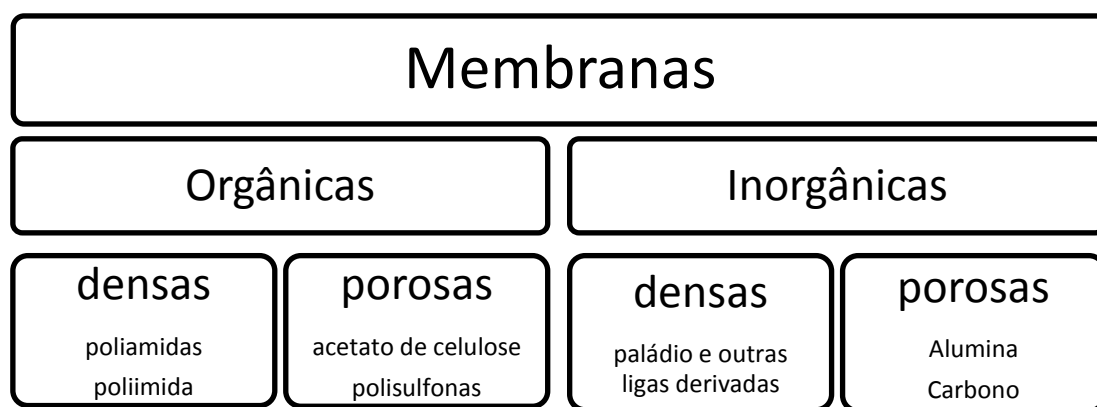 Membranas
Orgânicas
Inorgânicas
densas
poliamidas
poliimida
porosas
acetato de celulose
polisulfonas
densas
paládio e outras
ligas derivadas
porosas
Alumina
Carbono